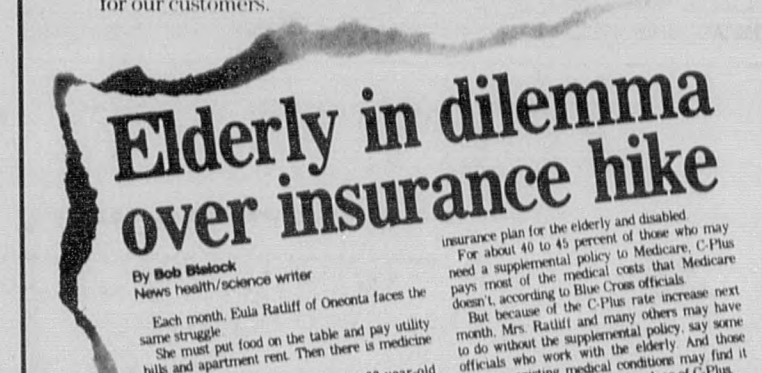 for our customers.
Elderly in dilemma
over insurance hike
By Bob Blalock
News health/science writer
Each month, Eula Ratliff of Oneonta faces the
same struggle.
She must put food on the table and pay utility
bills and apartment rent. Then there is medicine
insurance plan for the elderly and disabled.
For about 40 to 45 percent of those who may
need a supplemental policy to Medicare, C-Plus
pays most of the medical costs that Medicare
doesn't, according to Blue Cross officials.
But because of the C-Plus rate increase next
month, Mrs. Ratliff and many others may have
to do without the supplemental policy, say some
officials who work with the elderly. And those
medical conditions may find it
of C-Plus